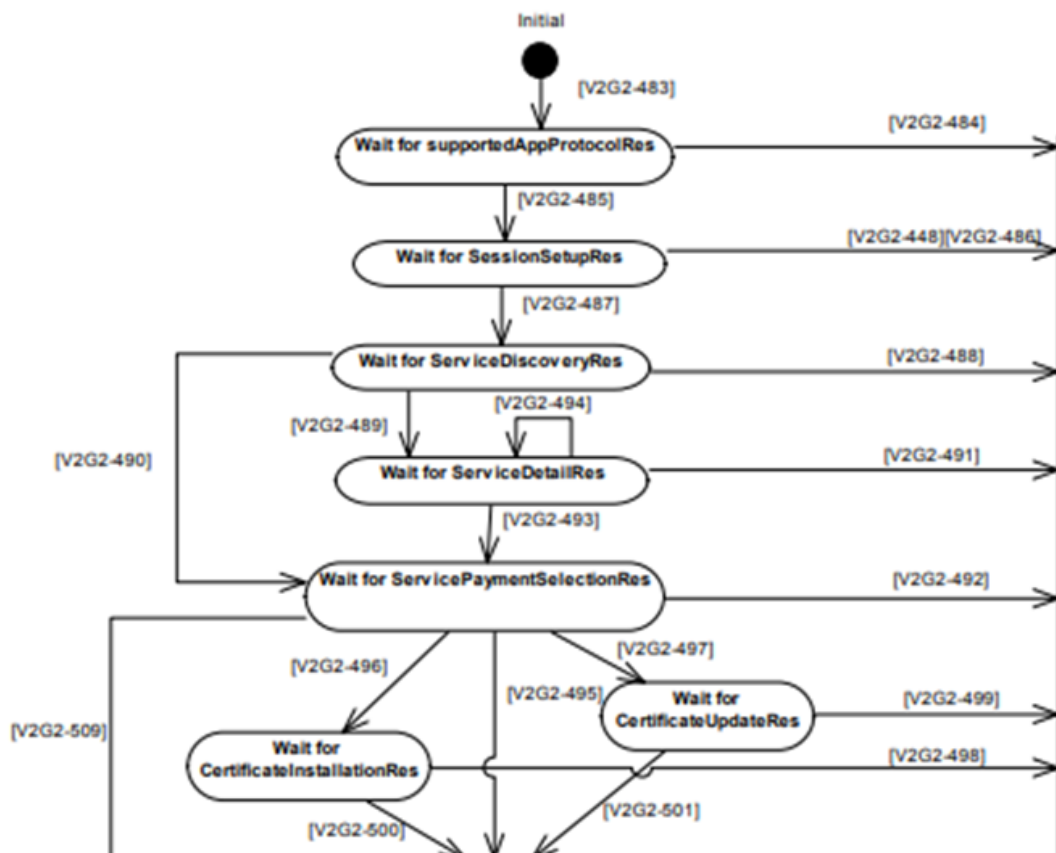 Initial
[V2G2-483]
[V2G2-484]
Wait for supportedAppProtocolRes
[V2G2-485]
[V2G2-448][V2G2-486]
Wait for SessionSetupRes
[V2G2-487]
[V2G2-488]
Wait for ServiceDiscoveryRes
[V2G2-494]
[V2G2-489]
[V2G2-490]
[V2G2-491]
Wait for ServiceDetailRes
[V2G2-493]
[V2G2-492]
Wait for ServicePaymentSelectionRes
[V2G2-497]
[V2G2-496]
[V2G2-495]
Wait for
CertificateUpdateRes
[V2G2-499]
[V2G2-509]
Wait for
CertificateInstallationRes
[V2G2-498]
[V2G2-501]
[V2G2-500]